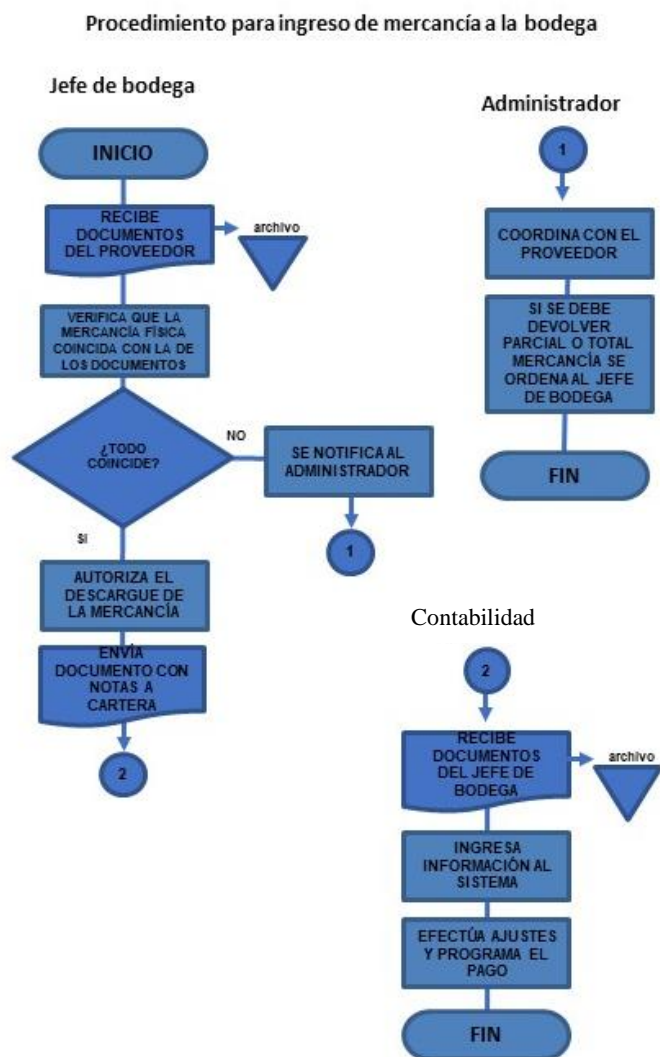 Procedimiento para ingreso de mercancía a la bodega
Jefe de bodega
INICIO
RECIBE
DOCUMENTOS
DEL PROVEEDOR
archivo
VERIFICA QUE LA
MERCANCÍA FÍSICA
COINCIDA CON LA DE
LOS DOCUMENTOS
¿TODO
COINCIDE?
NO
SE NOTIFICA AL
ADMINISTRADOR
1
SI
AUTORIZA EL
DESCARGUE DE
LA MERCANCÍA
ENVÍA
DOCUMENTO CON
NOTAS A
CARTERA
2
Administrador
1
COORDINA CON EL
PROVEEDOR
SI SE DEBE
DEVOLVER
PARCIAL O TOTAL
MERCANCÍA SE
ORDENA AL JEFE
DE BODEGA
FIN
Contabilidad
2
RECIBE
DOCUMENTOS
DEL JEFE DE
BODEGA
archivo
INGRESA
INFORMACIÓN AL
SISTEMA
EFECTÚA AJUSTES
Y PROGRAMA EL
PAGO
FIN